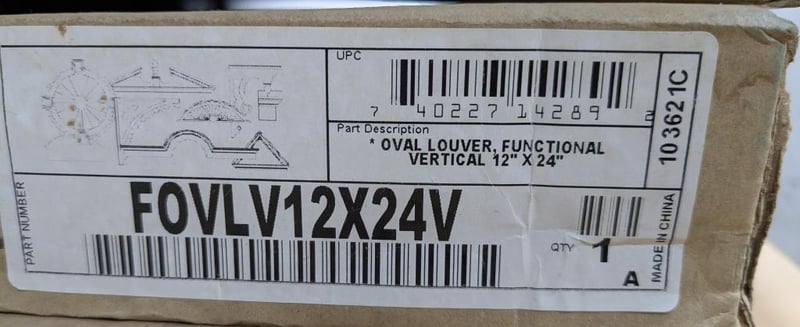 UPC
7 40227 14289 2
Part Description
* OVAL LOUVER, FUNCTIONAL
VERTICAL 12" X 24"
103621C
PART NUMBER
FOVLV12X24V
QTY 1
A
MADE IN CHINA